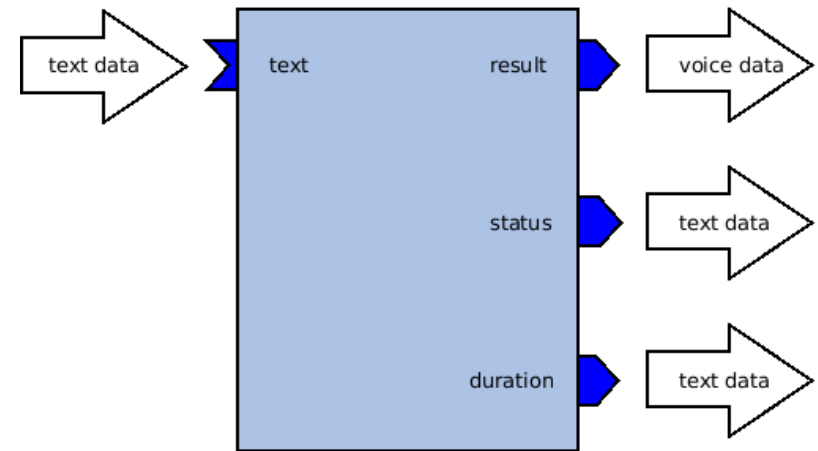 text data
text
result
voice data
status
text data
duration
text data